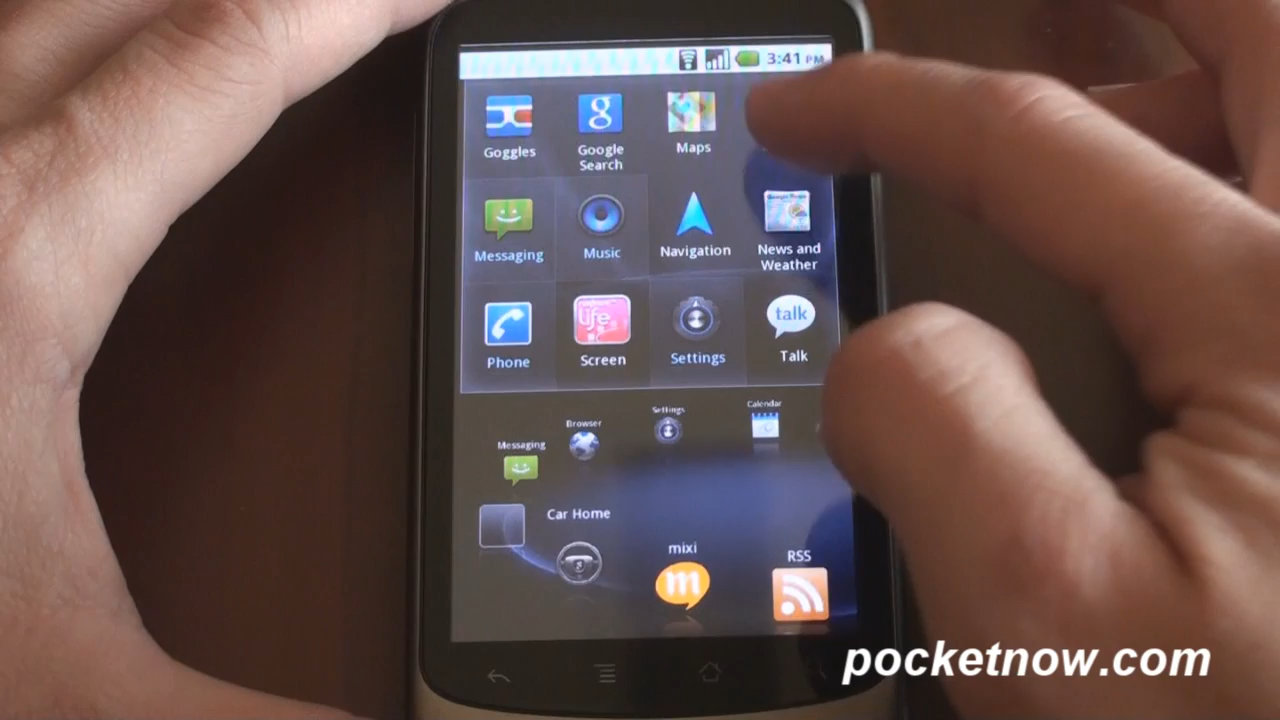 3:41 PM
Goggles
Google
Search
Maps
Messaging
Music
Navigation
News and
Weather
Phone
life
Screen
Settings
talk
Talk
Messaging
Browser
Settings
Calendar
Car Home
mixi
m
RSS
pocketnow.com